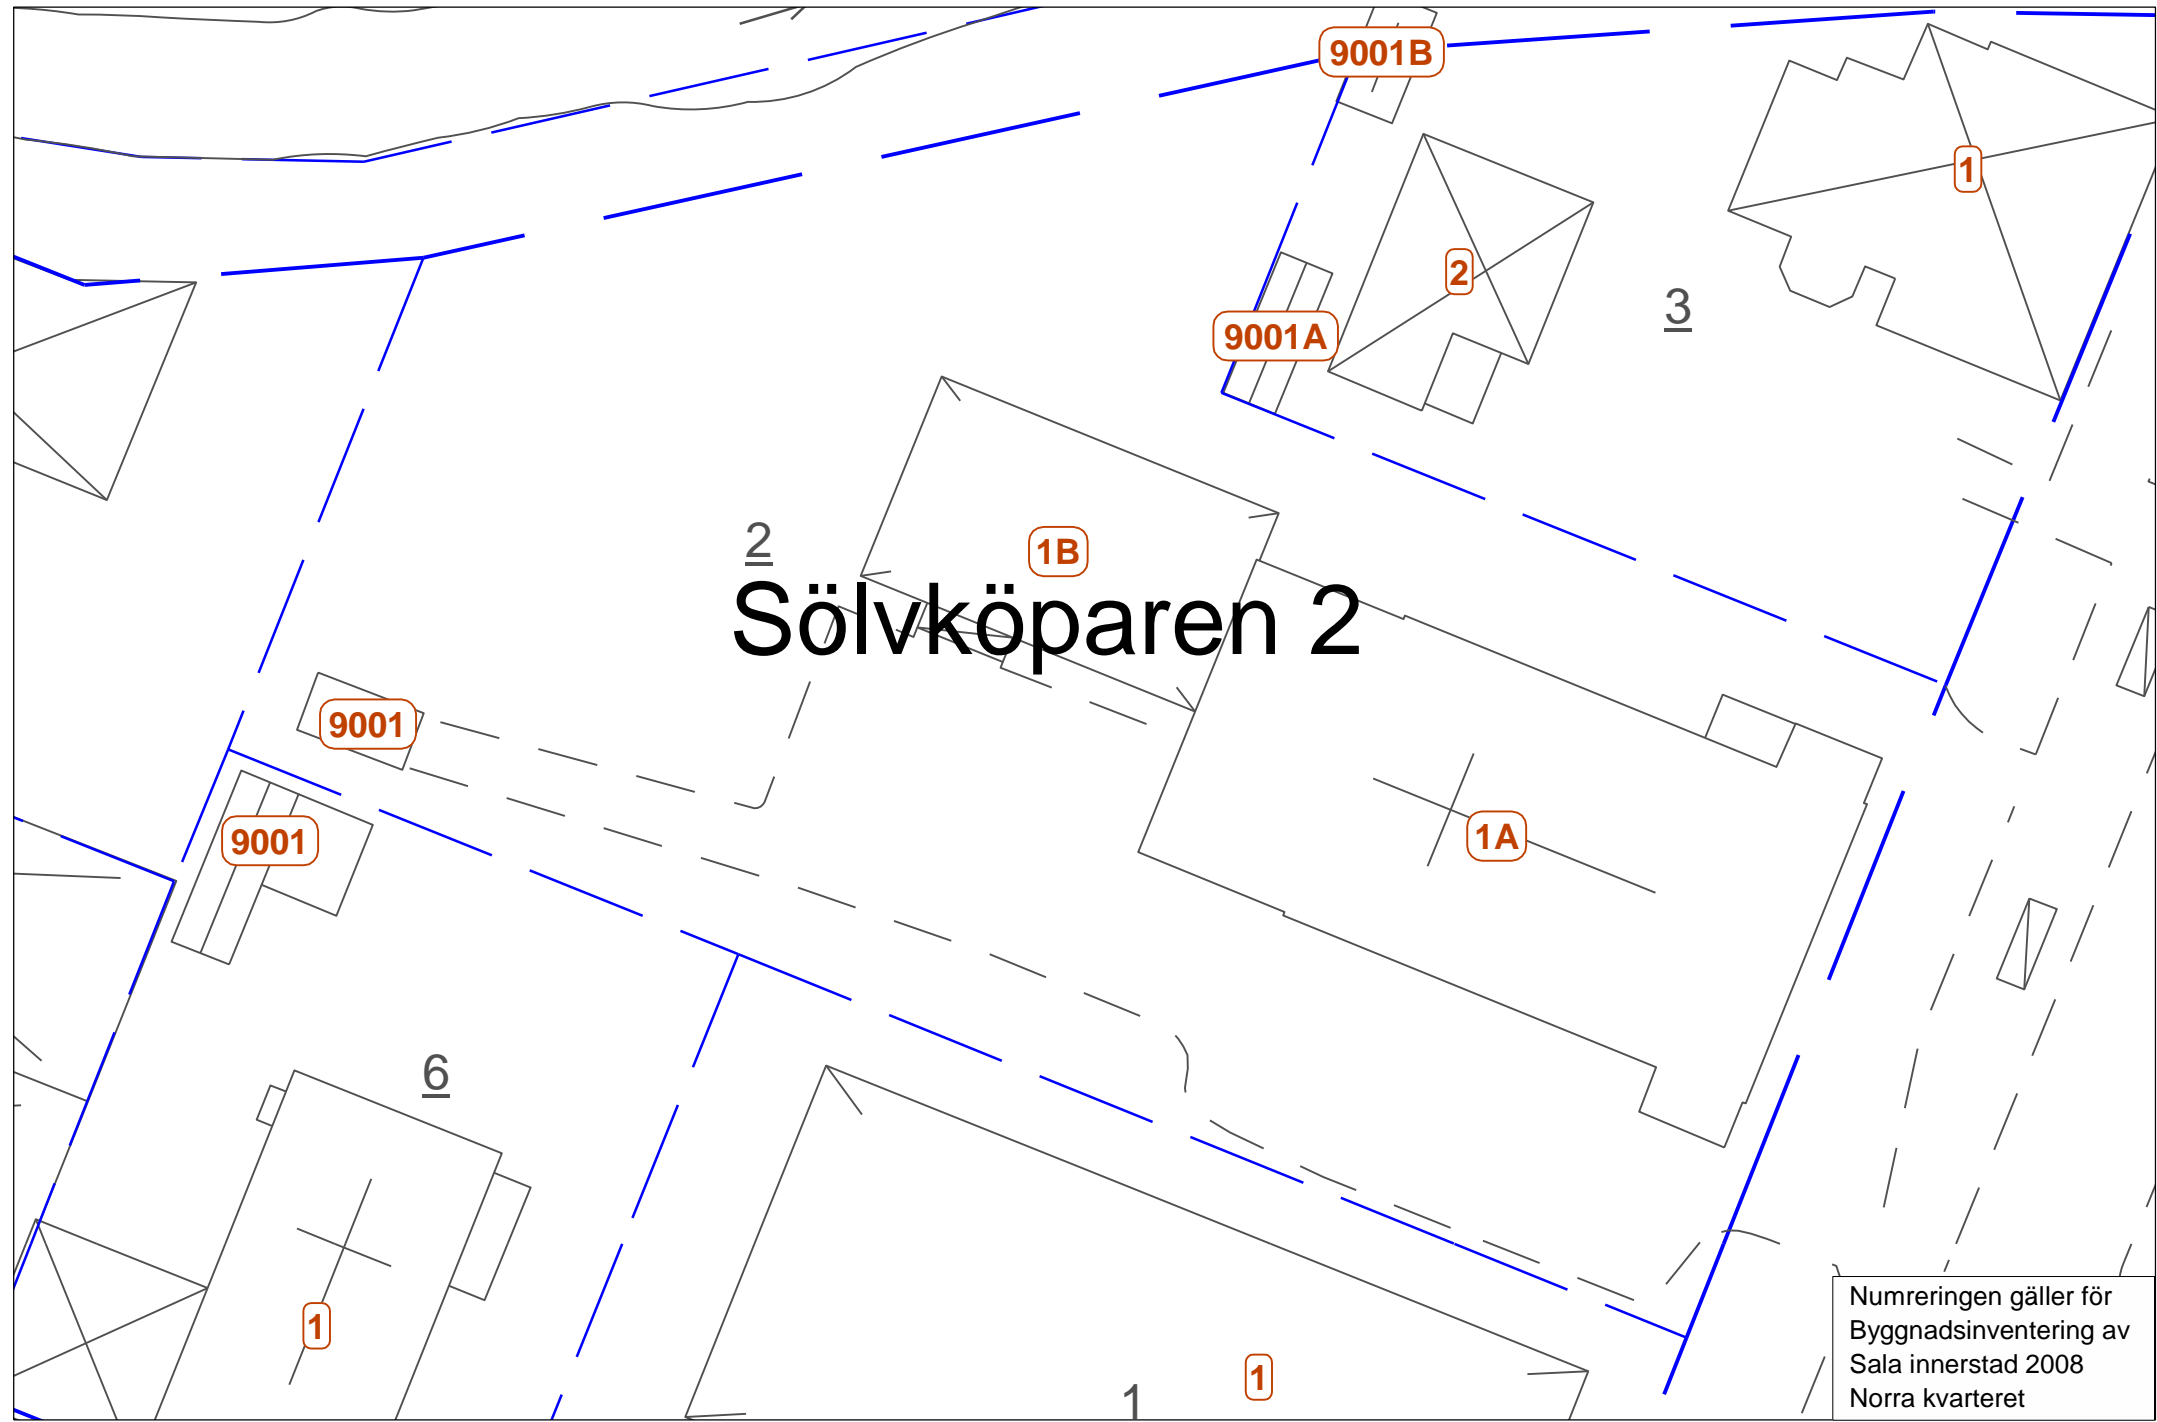 9001B
1
2
3
9001A
2
1B
Sölvköparen 2
9001
1A
9001
6
1
1
1
Numreringen gäller för
Byggnadsinventering av
Sala innerstad 2008
Norra kvarteret